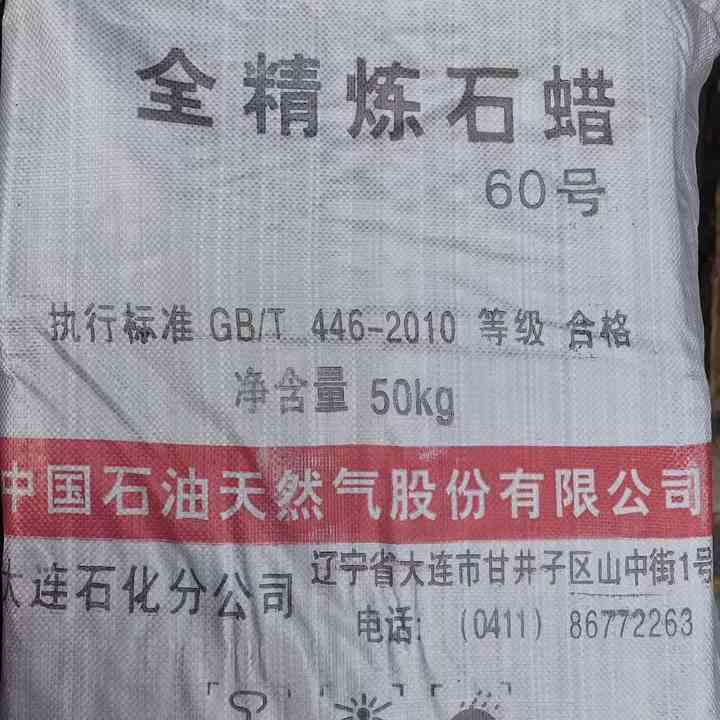 全精炼石蜡
60号
执行标准 GB/T 446-2010 等级 合格
净含量 50kg
中国石油天然气股份有限公司
大连石化分公司
辽宁省大连市甘井子区山中街1号
电话: (0411) 86772263